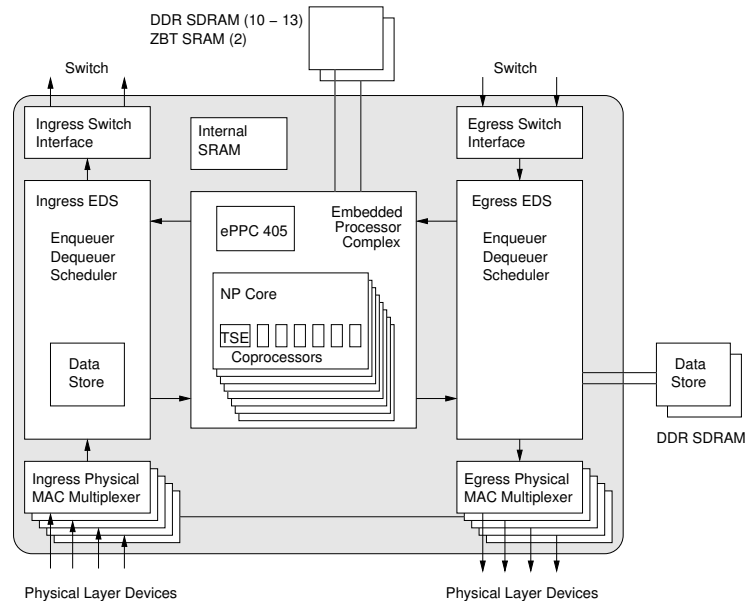 DDR SDRAM (10 – 13)
ZBT SRAM (2)
Switch
Switch
Ingress Switch
Interface
Internal
SRAM
Egress Switch
Interface
Ingress EDS
Enqueuer
Dequeuer
Scheduler
Data
Store
ePPC 405
Embedded
Processor
Complex
NP Core
TSE
Coprocessors
Egress EDS
Enqueuer
Dequeuer
Scheduler
Data
Store
DDR SDRAM
Ingress Physical
MAC Multiplexer
Egress Physical
MAC Multiplexer
Physical Layer Devices
Physical Layer Devices